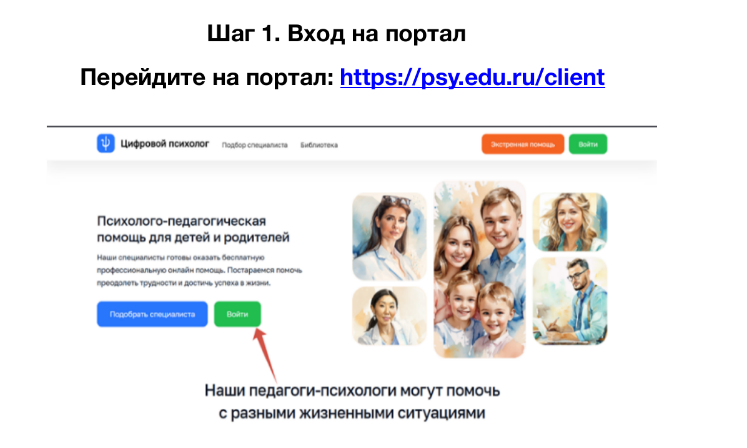 Шаг 1. Вход на портал
Перейдите на портал: https://psy.edu.ru/client
Цифровой психолог Подбор специалиста Библиотека Экстренная помощь Войти
Психолого-педагогическая
помощь для детей и родителей
Наши специалисты готовы оказать бесплатную
профессиональную онлайн помощь. Постараемся помочь
преодолеть трудности и достичь успеха в жизни.
Подобрать специалиста Войти
Наши педагоги-психологи могут помочь
с разными жизненными ситуациями